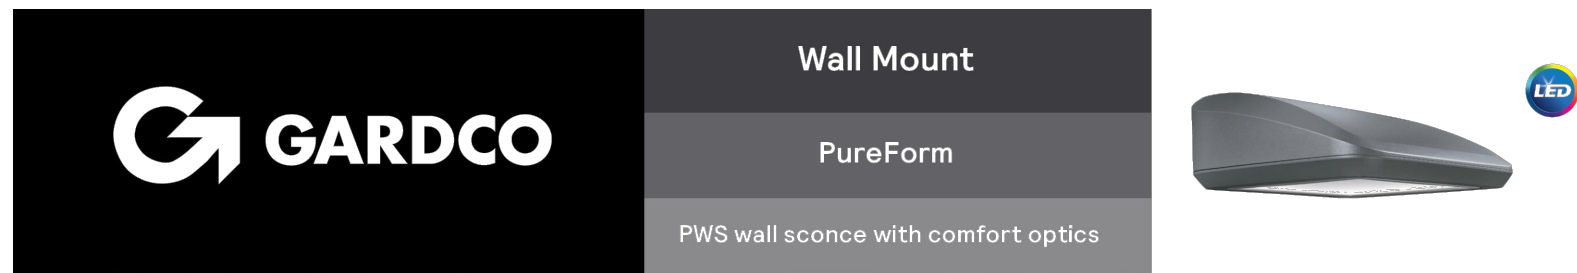 GARDCO
Wall Mount
PureForm
PWS wall sconce with comfort optics
LED